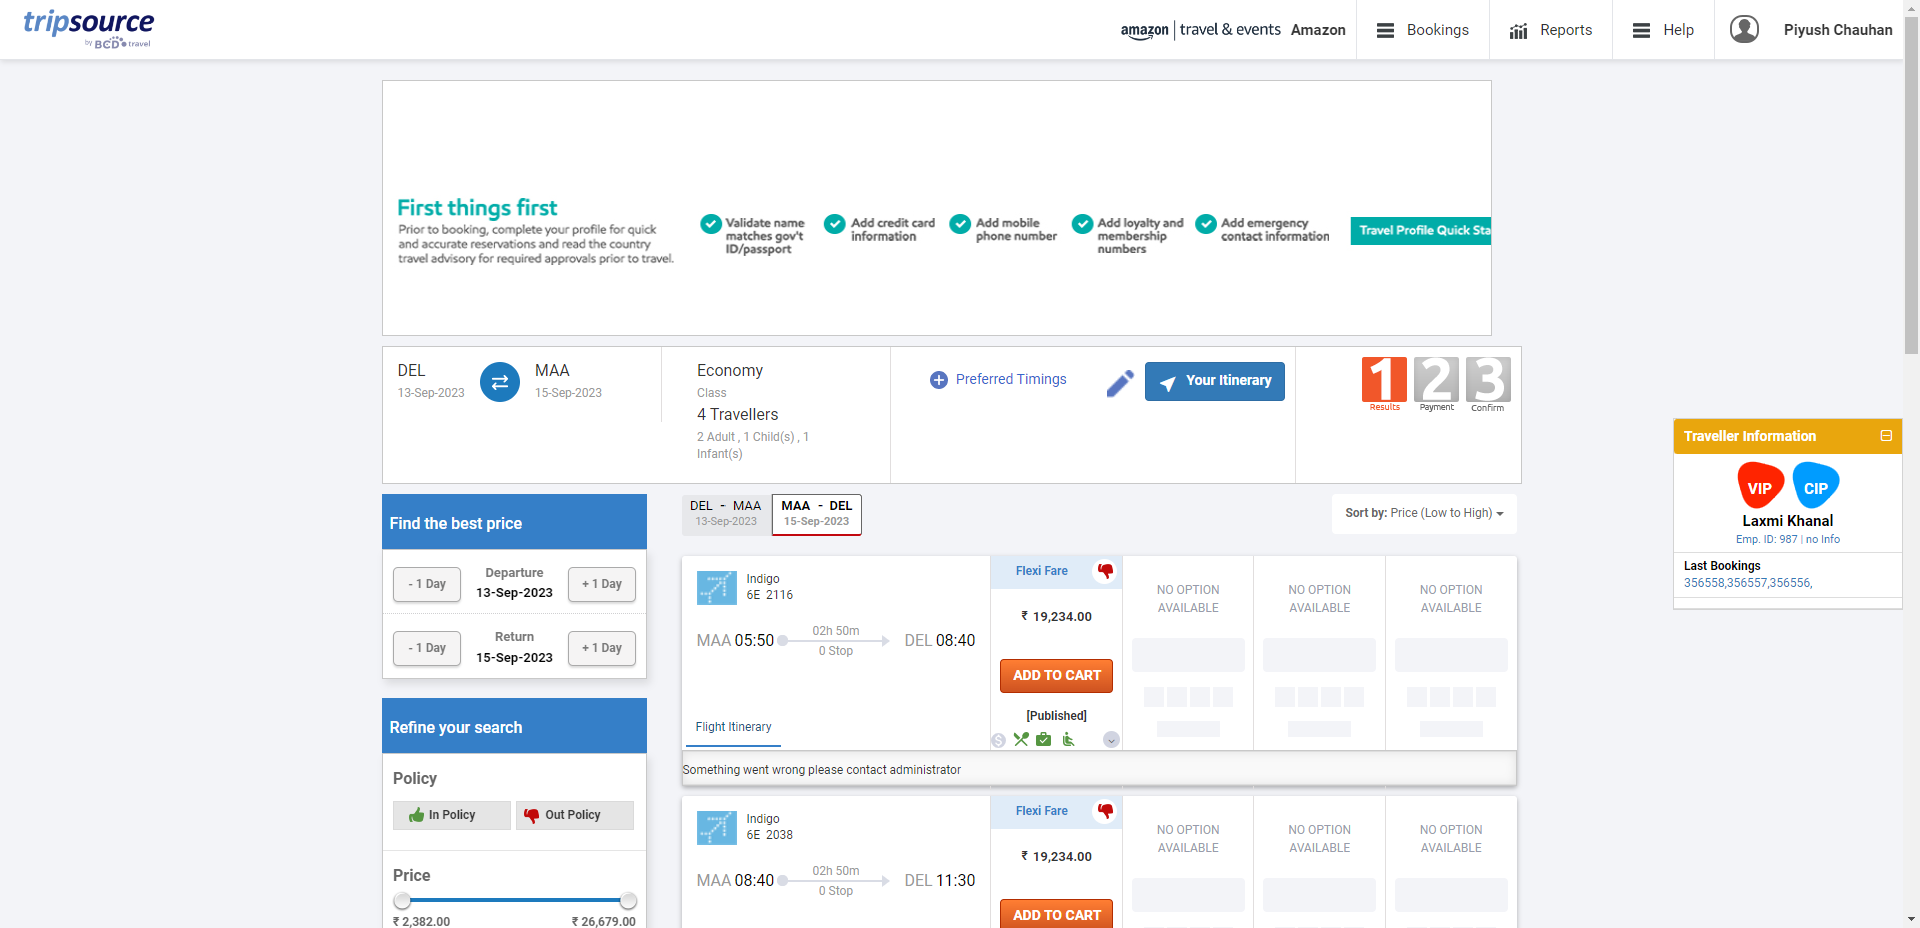 tripsource
by BCD travel
amazon | travel & events Amazon
Bookings
Reports
Help
Piyush Chauhan
First things first
Prior to booking, complete your profile for quick
and accurate reservations and read the country
travel advisory for required approvals prior to travel.
Validate name
matches gov't
ID/passport
Add credit card
information
Add mobile
phone number
Add loyalty and
membership
numbers
Add emergency
contact information
Travel Profile Quick Sta
DEL
13-Sep-2023
MAA
15-Sep-2023
Economy
Class
4 Travellers
2 Adult , 1 Child(s) , 1
Infant(s)
Preferred Timings
Your Itinerary
1 2 3
Results Payment Confirm
Traveller Information
VIP CIP
Laxmi Khanal
Emp. ID: 987 | no Info
Last Bookings
356558,356557,356556,
Find the best price
- 1 Day
Departure
13-Sep-2023
+ 1 Day
- 1 Day
Return
15-Sep-2023
+ 1 Day
Refine your search
Policy
In Policy
Out Policy
Price
₹ 2,382.00 ₹ 26,679.00
DEL - MAA
13-Sep-2023
MAA - DEL
15-Sep-2023
Sort by: Price (Low to High)
Indigo
6E 2116
MAA 05:50
02h 50m
0 Stop
DEL 08:40
Flight Itinerary
Flexi Fare
₹ 19,234.00
ADD TO CART
[Published]
NO OPTION
AVAILABLE
NO OPTION
AVAILABLE
NO OPTION
AVAILABLE
Something went wrong please contact administrator
Indigo
6E 2038
MAA 08:40
02h 50m
0 Stop
DEL 11:30
Flexi Fare
₹ 19,234.00
ADD TO CART
NO OPTION
AVAILABLE
NO OPTION
AVAILABLE
NO OPTION
AVAILABLE